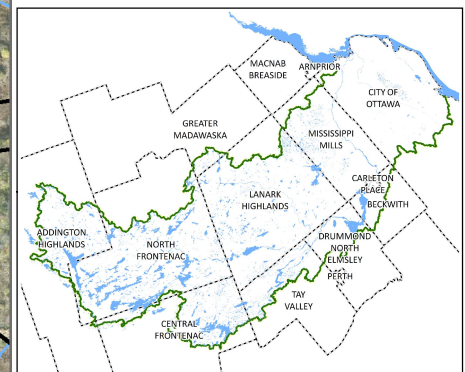 MACNAB
BREASIDE
ARNPRIOR
CITY OF
OTTAWA
GREATER
MADAWASKA
MISSISSIPPI
MILLS
CARLETON
PLACE
BECKWITH
LANARK
HIGHLANDS
ADDINGTON
HIGHLANDS
NORTH
FRONTENAC
DRUMMOND
NORTH
ELMSLEY
PERTH
TAY
VALLEY
CENTRAL
FRONTENAC